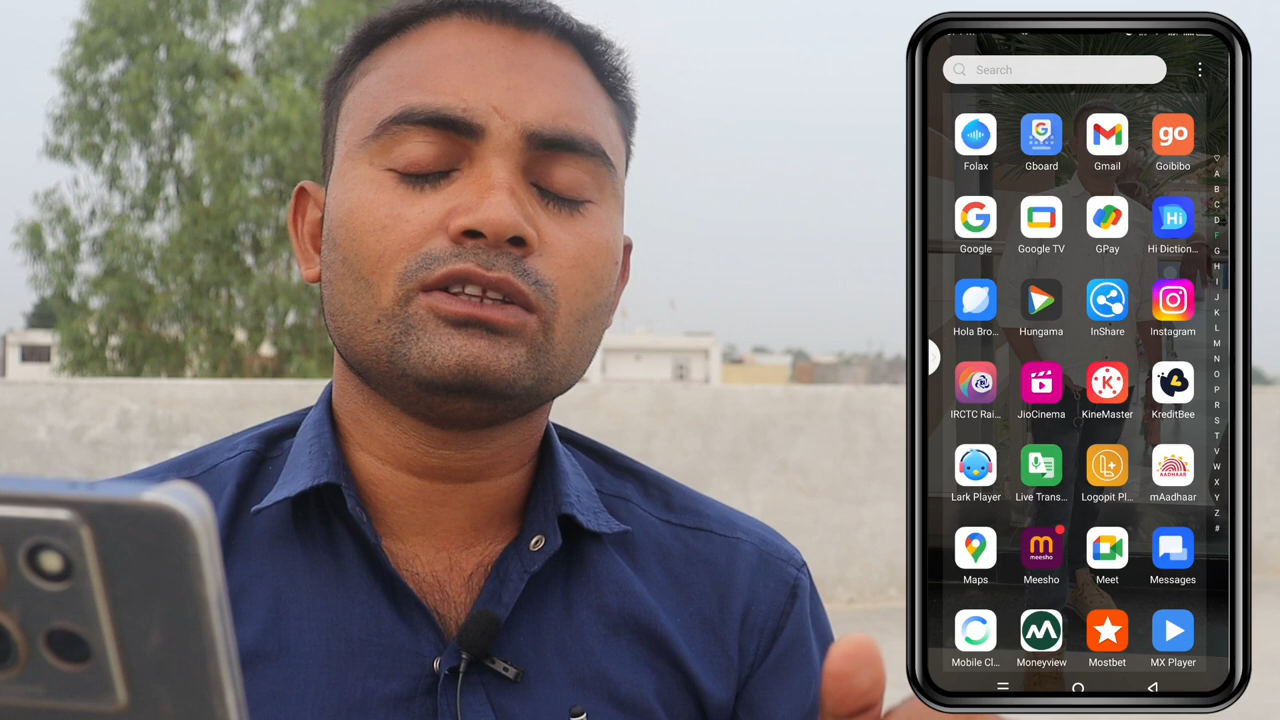 Search
Folax Gboard Gmail Goibibo
Google Google TV GPay Hi Diction...
Hola Bro... Hungama InShare Instagram
IRCTC Rai... JioCinema KineMaster KreditBee
Lark Player Live Trans... Logopit Pl... mAadhaar
Maps Meesho Meet Messages
Mobile Cl... Moneyview Mostbet MX Player
go
Hi
K
AADHAAR
meesho
A
B
C
D
F
G
H
I
J
K
L
M
N
O
P
R
S
T
V
W
X
Y
Z
#